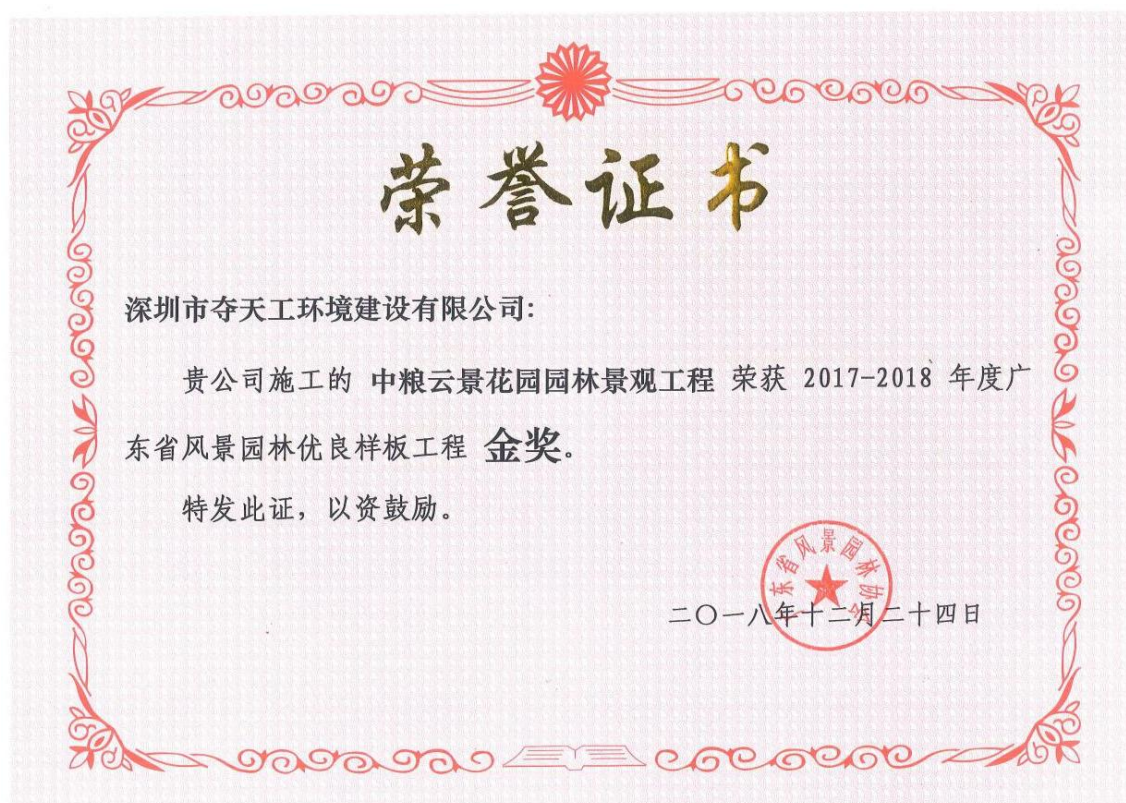 荣誉证书
深圳市夺天工环境建设有限公司:
贵公司施工的 中粮云景花园园林景观工程 荣获 2017-2018 年度广
东省风景园林优良样板工程 金奖。
特发此证，以资鼓励。
广东省风景园林协会
二〇一八年十二月二十四日